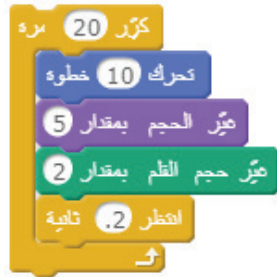 كرّر 20 مرة
تحرك 10 خطوة
غيّر الحجم بمقدار 5
غيّر حجم القلم بمقدار 2
انتظر .2 ثانية